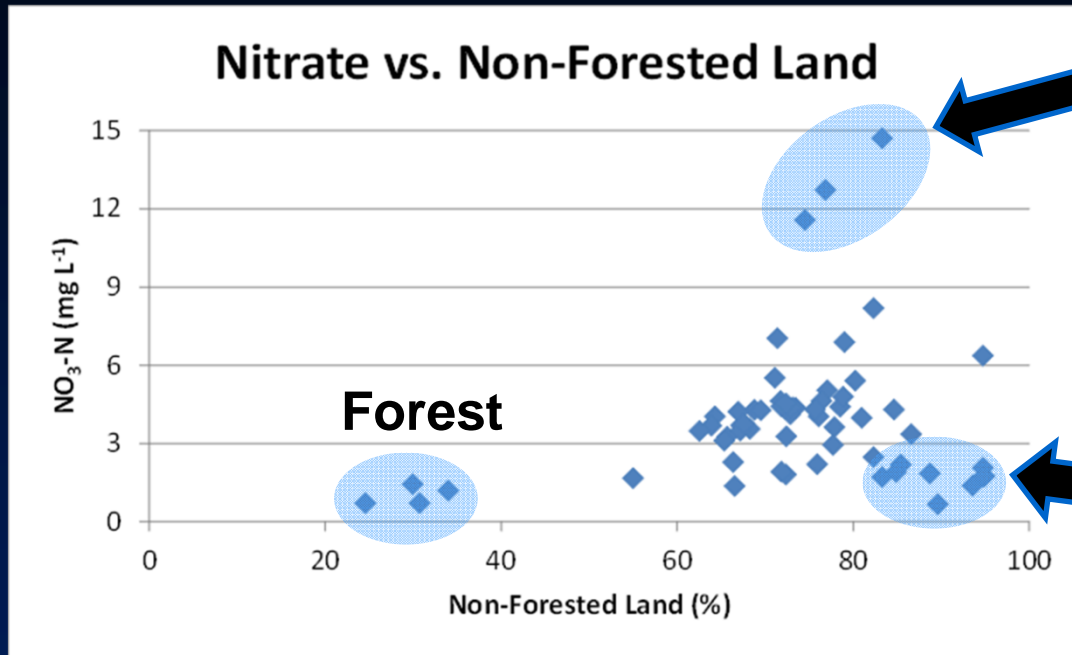 Nitrate vs. Non-Forested Land
15
12
9
6
3
0
NO₃-N (mg L⁻¹)
Forest
0 20 40 60 80 100
Non-Forested Land (%)